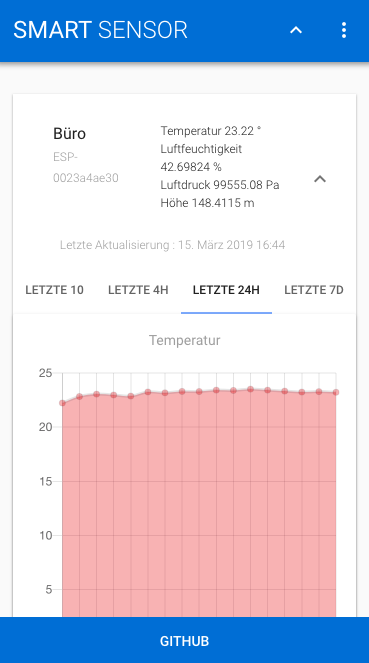 SMART SENSOR
Büro
ESP-
0023a4ae30
Temperatur 23.22 °
Luftfeuchtigkeit
42.69824 %
Luftdruck 99555.08 Pa
Höhe 148.4115 m
Letzte Aktualisierung : 15. März 2019 16:44
LETZTE 10 LETZTE 4H LETZTE 24H LETZTE 7D
Temperatur
25
20
15
10
5
GITHUB